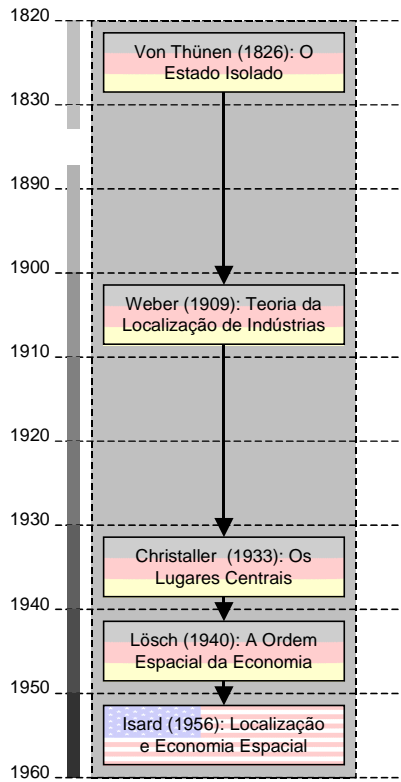 1820
Von Thünen (1826): O
Estado Isolado
1830
1890
1900
Weber (1909): Teoria da
Localização de Indústrias
1910
1920
1930
Christaller (1933): Os
Lugares Centrais
1940
Lösch (1940): A Ordem
Espacial da Economia
1950
Isard (1956): Localização
e Economia Espacial
1960